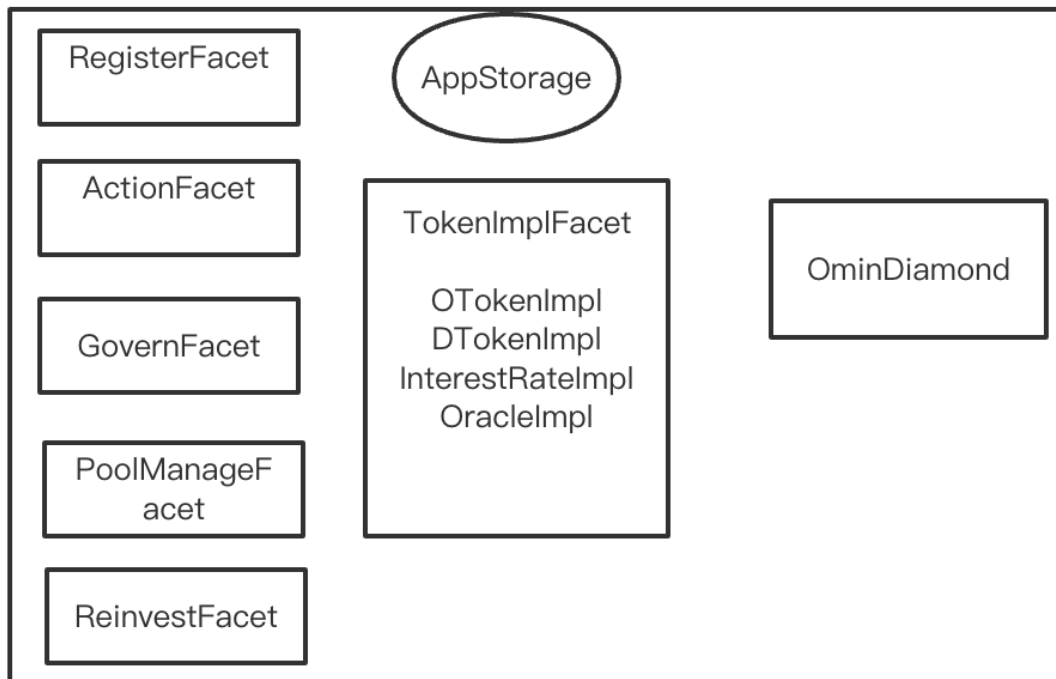 RegisterFacet
ActionFacet
GovernFacet
PoolManageF
acet
ReinvestFacet
AppStorage
TokenImplFacet
OTokenImpl
DTokenImpl
InterestRateImpl
OracleImpl
OminDiamond